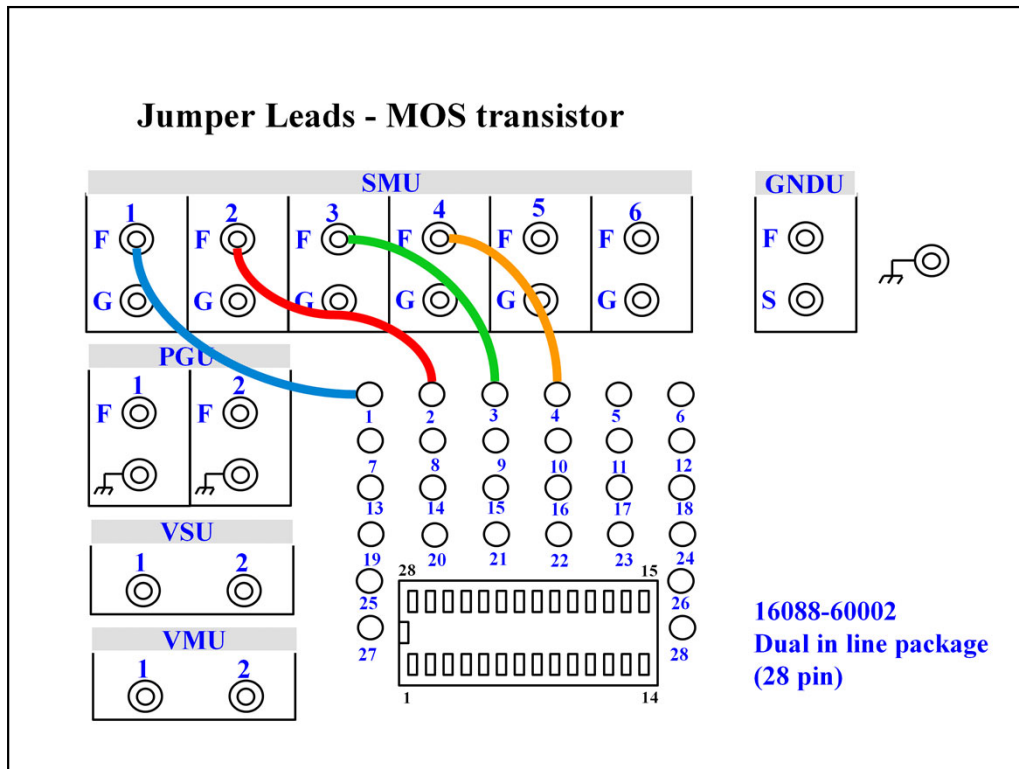 Jumper Leads - MOS transistor
SMU
GNDU
1 2 3 4 5 6
F F F F F F F
G G G G G S
PGU
1 2
F F
1 2 3 4 5 6
7 8 9 10 11 12
13 14 15 16 17 18
VSU
19 20 21 22 23 24
1 2
28 15
25 26
16088-60002
VMU
27 28
Dual in line package
1 2
(28 pin)
1 14